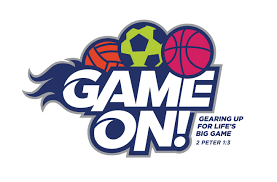 GAME
ON!
GEARING UP
FOR LIFE'S
BIG GAME
2 PETER 1:3